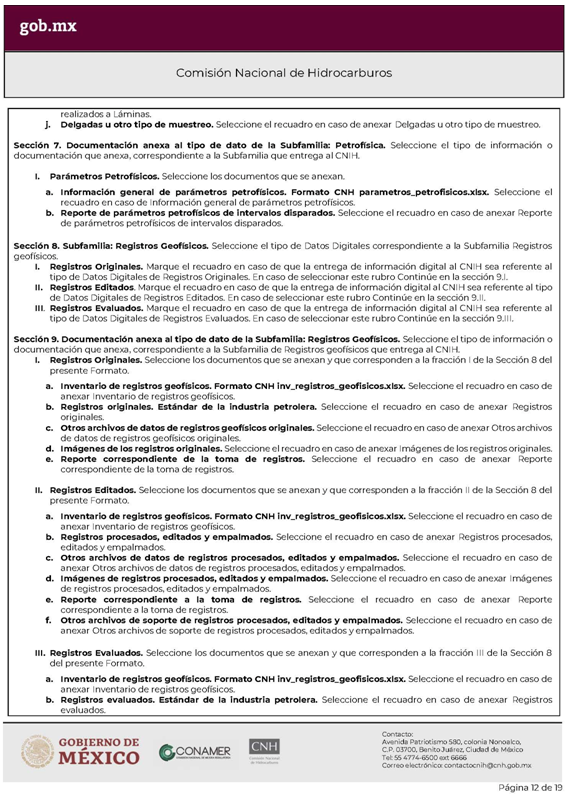 gob.mx
Comisión Nacional de Hidrocarburos
realizados a Láminas.
j. Delgadas u otro tipo de muestreo. Seleccione el recuadro en caso de anexar Delgadas u otro tipo de muestreo.
Sección 7. Documentación anexa al tipo de dato de la Subfamilia: Petrofísica. Seleccione el tipo de información o
documentación que anexa, correspondiente a la Subfamilia que entrega al CNIH.
I. Parámetros Petrofísicos. Seleccione los documentos que se anexan.
a. Información general de parámetros petrofísicos. Formato CNH parametros_petrofisicos.xlsx. Seleccione el
recuadro en caso de Información general de parámetros petrofísicos.
b. Reporte de parámetros petrofísicos de intervalos disparados. Seleccione el recuadro en caso de anexar Reporte
de parámetros petrofísicos de intervalos disparados.
Sección 8. Subfamilia: Registros Geofísicos. Seleccione el tipo de Datos Digitales correspondiente a la Subfamilia Registros
geofísicos.
I. Registros Originales. Marque el recuadro en caso de que la entrega de información digital al CNIH sea referente al
tipo de Datos Digitales de Registros Originales. En caso de seleccionar este rubro Continúe en la sección 9.I.
II. Registros Editados. Marque el recuadro en caso de que la entrega de información digital al CNIH sea referente al tipo
de Datos Digitales de Registros Editados. En caso de seleccionar este rubro Continúe en la sección 9.II.
III. Registros Evaluados. Marque el recuadro en caso de que la entrega de información digital al CNIH sea referente al
tipo de Datos Digitales de Registros Evaluados. En caso de seleccionar este rubro Continúe en la sección 9.III.
Sección 9. Documentación anexa al tipo de dato de la Subfamilia: Registros Geofísicos. Seleccione el tipo de información o
documentación que anexa, correspondiente a la Subfamilia de Registros geofísicos que entrega al CNIH.
I. Registros Originales. Seleccione los documentos que se anexan y que corresponden a la fracción I de la Sección 8 del
presente Formato.
a. Inventario de registros geofísicos. Formato CNH inv_registros_geofisicos.xlsx. Seleccione el recuadro en caso de
anexar Inventario de registros geofísicos.
b. Registros originales. Estándar de la industria petrolera. Seleccione el recuadro en caso de anexar Registros
originales.
c. Otros archivos de datos de registros geofísicos originales. Seleccione el recuadro en caso de anexar Otros archivos
de datos de registros geofísicos originales.
d. Imágenes de los registros originales. Seleccione el recuadro en caso de anexar Imágenes de los registros originales.
e. Reporte correspondiente de la toma de registros. Seleccione el recuadro en caso de anexar Reporte
correspondiente de la toma de registros.
II. Registros Editados. Seleccione los documentos que se anexan y que corresponden a la fracción II de la Sección 8 del
presente Formato.
a. Inventario de registros geofísicos. Formato CNH inv_registros_geofisicos.xlsx. Seleccione el recuadro en caso de
anexar Inventario de registros geofísicos.
b. Registros procesados, editados y empalmados. Seleccione el recuadro en caso de anexar Registros procesados,
editados y empalmados.
c. Otros archivos de datos de registros procesados, editados y empalmados. Seleccione el recuadro en caso de
anexar Otros archivos de datos de registros procesados, editados y empalmados.
d. Imágenes de registros procesados, editados y empalmados. Seleccione el recuadro en caso de anexar Imágenes
de registros procesados, editados y empalmados.
e. Reporte correspondiente a la toma de registros. Seleccione el recuadro en caso de anexar Reporte
correspondiente a la toma de registros.
f. Otros archivos de soporte de registros procesados, editados y empalmados. Seleccione el recuadro en caso de
anexar Otros archivos de soporte de registros procesados, editados y empalmados.
III. Registros Evaluados. Seleccione los documentos que se anexan y que corresponden a la fracción III de la Sección 8
del presente Formato.
a. Inventario de registros geofísicos. Formato CNH inv_registros_geofisicos.xlsx. Seleccione el recuadro en caso de
anexar Inventario de registros geofísicos.
b. Registros evaluados. Estándar de la industria petrolera. Seleccione el recuadro en caso de anexar Registros
evaluados.
GOBIERNO DE
MÉXICO
CONAMER
CNH
Comisión Nacional
de Hidrocarburos
Contacto:
Avenida Patriotismo 580, colonia Nonoalco,
C.P. 03700, Benito Juárez, Ciudad de México
Tel: 55 4774-6500 ext 6666
Correo electrónico: contactocnih@cnh.gob.mx
Página 12 de 19